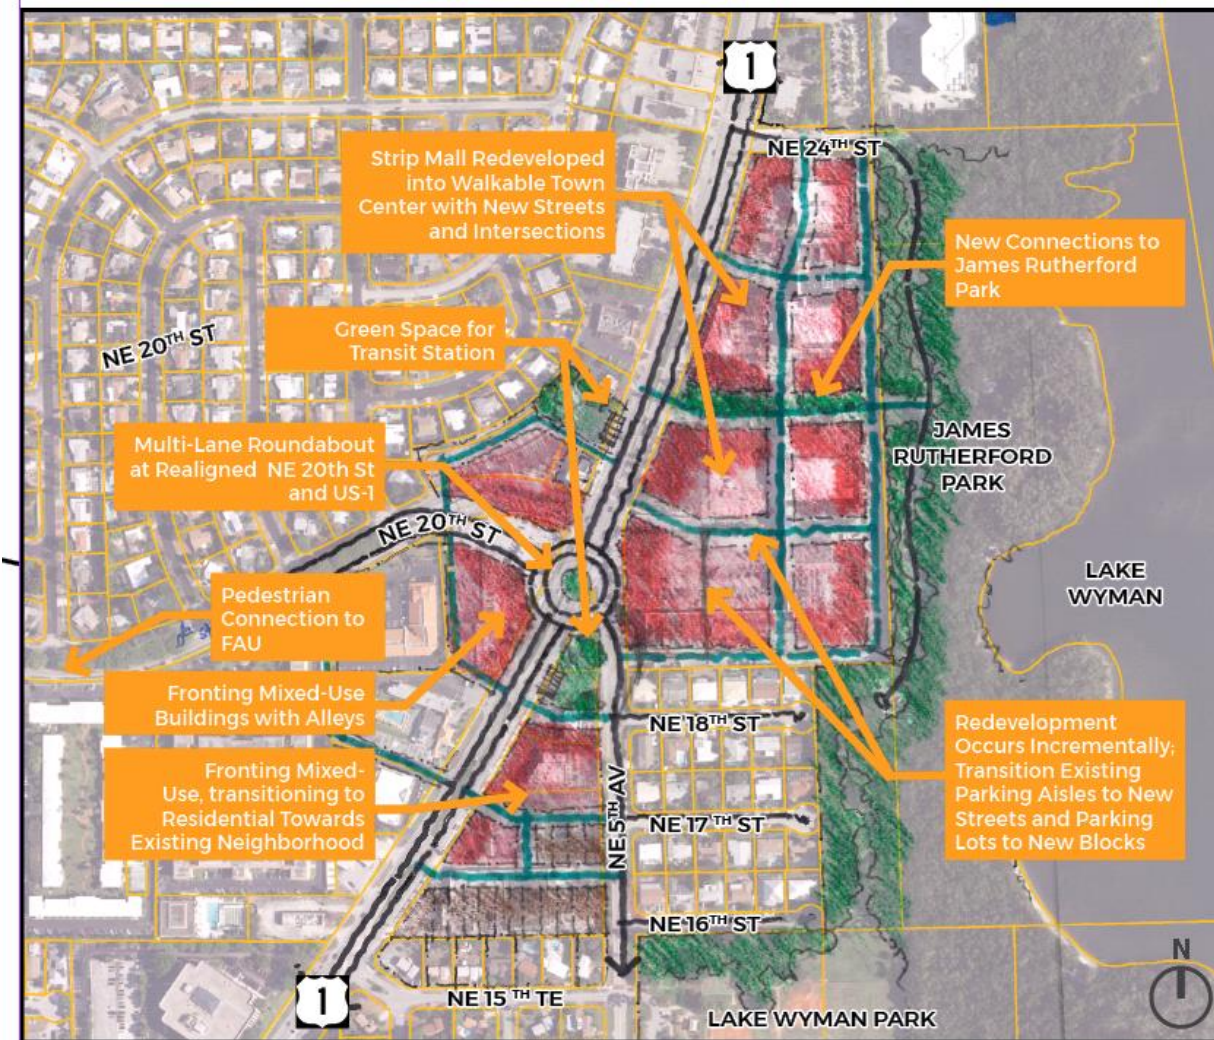 1
NE 24TH ST
Strip Mall Redeveloped
into Walkable Town
Center with New Streets
and Intersections
New Connections to
James Rutherford
Park
Green Space for
Transit Station
NE 20TH ST
Multi-Lane Roundabout
at Realigned NE 20th St
and US-1
JAMES
RUTHERFORD
PARK
NE 20TH ST
LAKE
WYMAN
Pedestrian
Connection to
FAU
Fronting Mixed-Use
Buildings with Alleys
NE 18TH ST
Redevelopment
Occurs Incrementally;
Transition Existing
Parking Aisles to New
Streets and Parking
Lots to New Blocks
Fronting Mixed-
Use, transitioning to
Residential Towards
Existing Neighborhood
NE 5TH AV
NE 17TH ST
NE 16TH ST
N
1
NE 15TH TE
LAKE WYMAN PARK